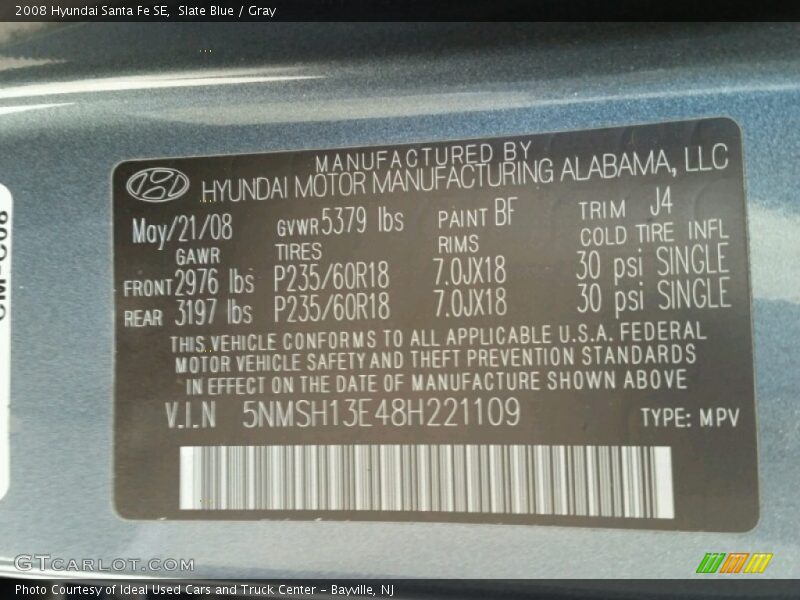 2008 Hyundai Santa Fe SE, Slate Blue / Gray
MANUFACTURED BY
HYUNDAI MOTOR MANUFACTURING ALABAMA, LLC
May/21/08 GVWR 5379 lbs PAINT BF TRIM J4
GAWR TIRES RIMS COLD TIRE INFL
FRONT 2976 lbs P235/60R18 7.0JX18 30 psi SINGLE
REAR 3197 lbs P235/60R18 7.0JX18 30 psi SINGLE
THIS VEHICLE CONFORMS TO ALL APPLICABLE U.S.A. FEDERAL
MOTOR VEHICLE SAFETY AND THEFT PREVENTION STANDARDS
IN EFFECT ON THE DATE OF MANUFACTURE SHOWN ABOVE
V.I.N 5NMSH13E48H221109 TYPE: MPV
GTCARLOT.COM
Photo Courtesy of Ideal Used Cars and Truck Center - Bayville, NJ